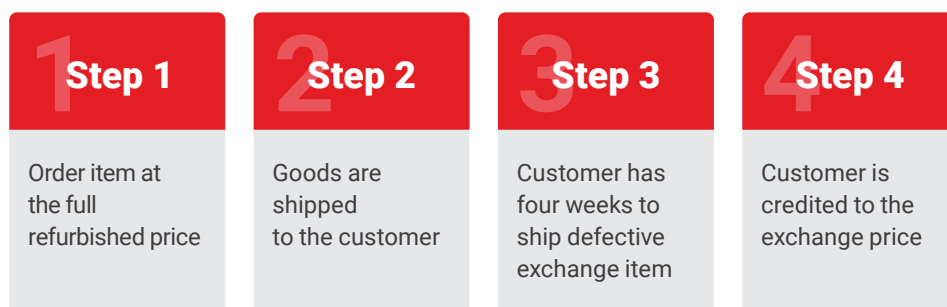 1
Step 1
Order item at
the full
refurbished price
2
Step 2
Goods are
shipped
to the customer
3
Step 3
Customer has
four weeks to
ship defective
exchange item
4
Step 4
Customer is
credited to the
exchange price